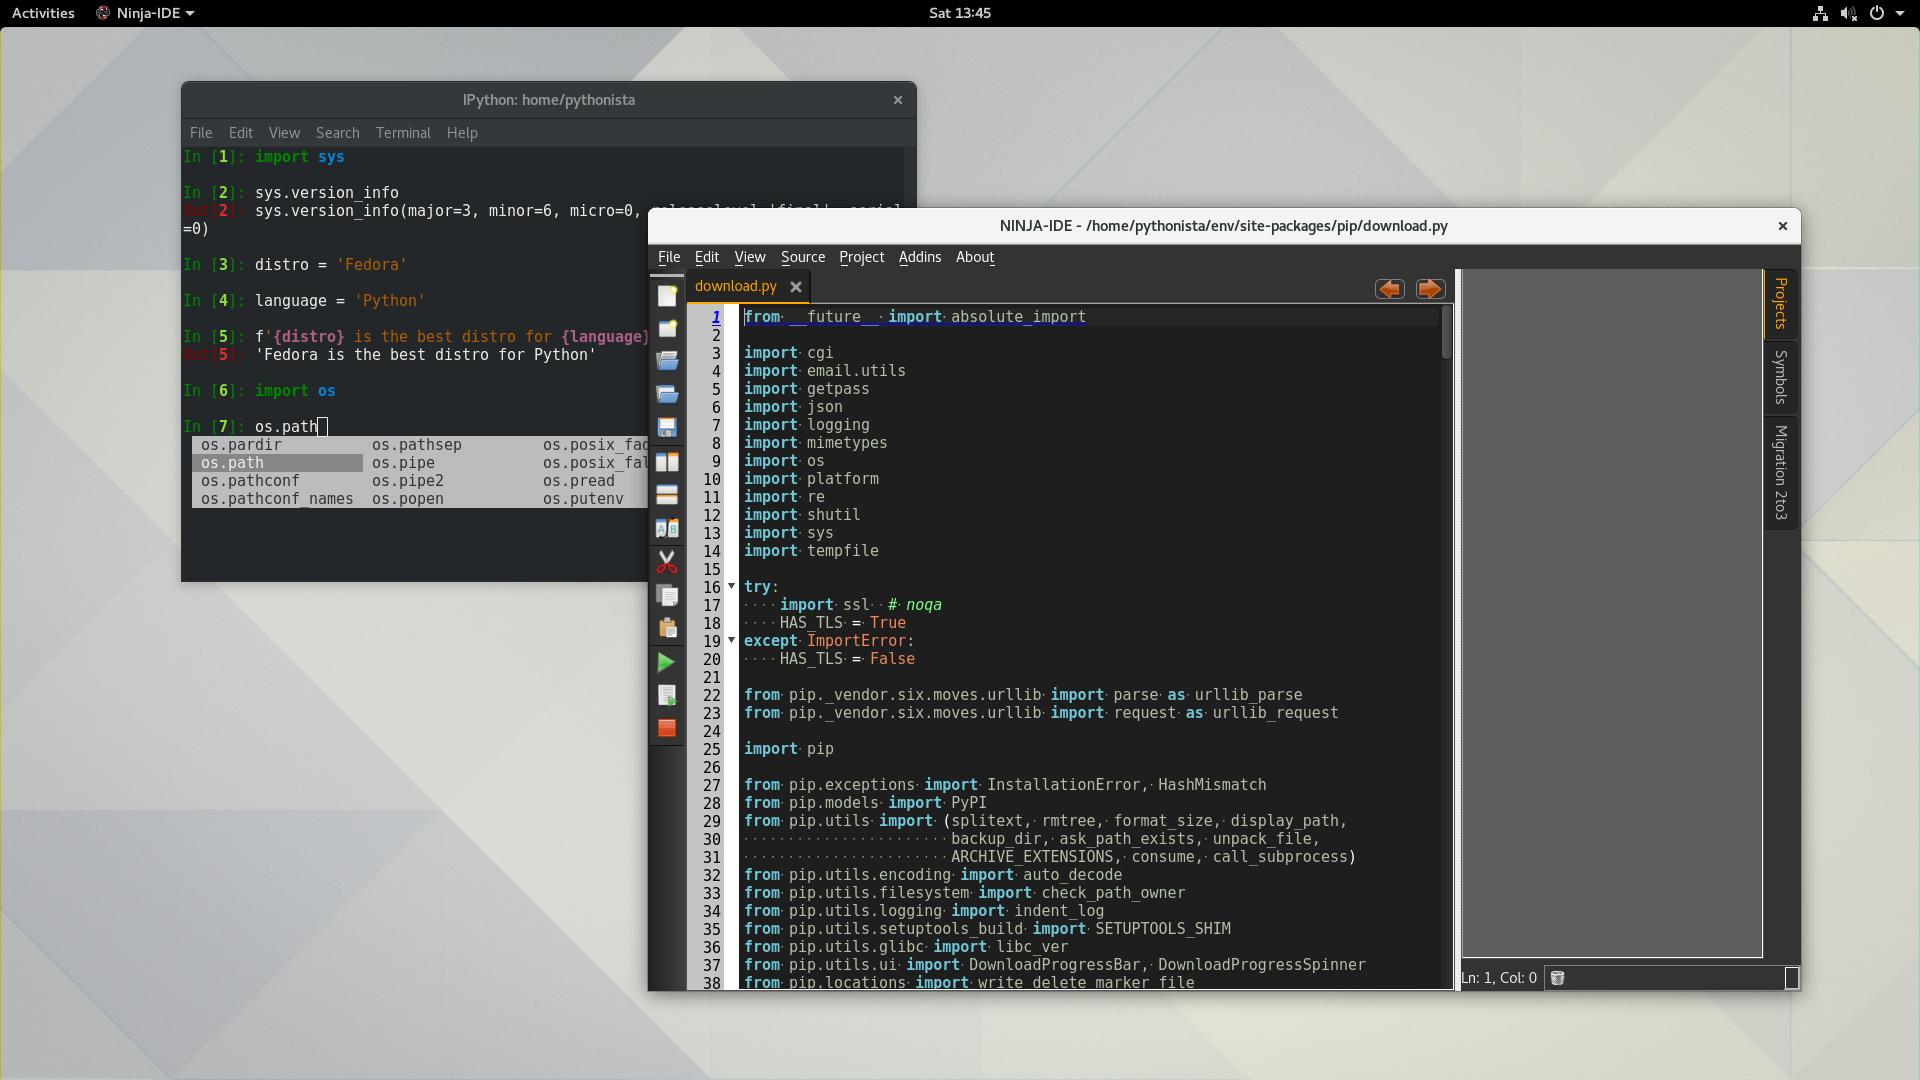 Activities Ninja-IDE Sat 13:45
IPython: home/pythonista
File Edit View Search Terminal Help
In [1]: import sys
In [2]: sys.version_info
Out[2]: sys.version_info(major=3, minor=6, micro=0, releaselevel='final', serial
=0)
In [3]: distro = 'Fedora'
In [4]: language = 'Python'
In [5]: f'{distro} is the best distro for {language}
Out[5]: 'Fedora is the best distro for Python'
In [6]: import os
In [7]: os.path
os.pardir os.pathsep os.posix_fad
os.path os.pipe os.posix_fal
os.pathconf os.pipe2 os.pread
os.pathconf_names os.popen os.putenv
NINJA-IDE - /home/pythonista/env/site-packages/pip/download.py
File Edit View Source Project Addins About
download.py
1 from __future__ import absolute_import
2
3 import cgi
4 import email.utils
5 import getpass
6 import json
7 import logging
8 import mimetypes
9 import os
10 import platform
11 import re
12 import shutil
13 import sys
14 import tempfile
15
16 try:
17 import ssl # noqa
18 HAS_TLS = True
19 except ImportError:
20 HAS_TLS = False
21
22 from pip._vendor.six.moves.urllib import parse as urllib_parse
23 from pip._vendor.six.moves.urllib import request as urllib_request
24
25 import pip
26
27 from pip.exceptions import InstallationError, HashMismatch
28 from pip.models import PyPI
29 from pip.utils import (splitext, rmtree, format_size, display_path,
30 backup_dir, ask_path_exists, unpack_file,
31 ARCHIVE_EXTENSIONS, consume, call_subprocess)
32 from pip.utils.encoding import auto_decode
33 from pip.utils.filesystem import check_path_owner
34 from pip.utils.logging import indent_log
35 from pip.utils.setuptools_build import SETUPTOOLS_SHIM
36 from pip.utils.glibc import libc_ver
37 from pip.utils.ui import DownloadProgressBar, DownloadProgressSpinner
38 from pip.locations import write_delete_marker_file
A B
Projects
Symbols
Migration 2to3
Ln: 1, Col: 0